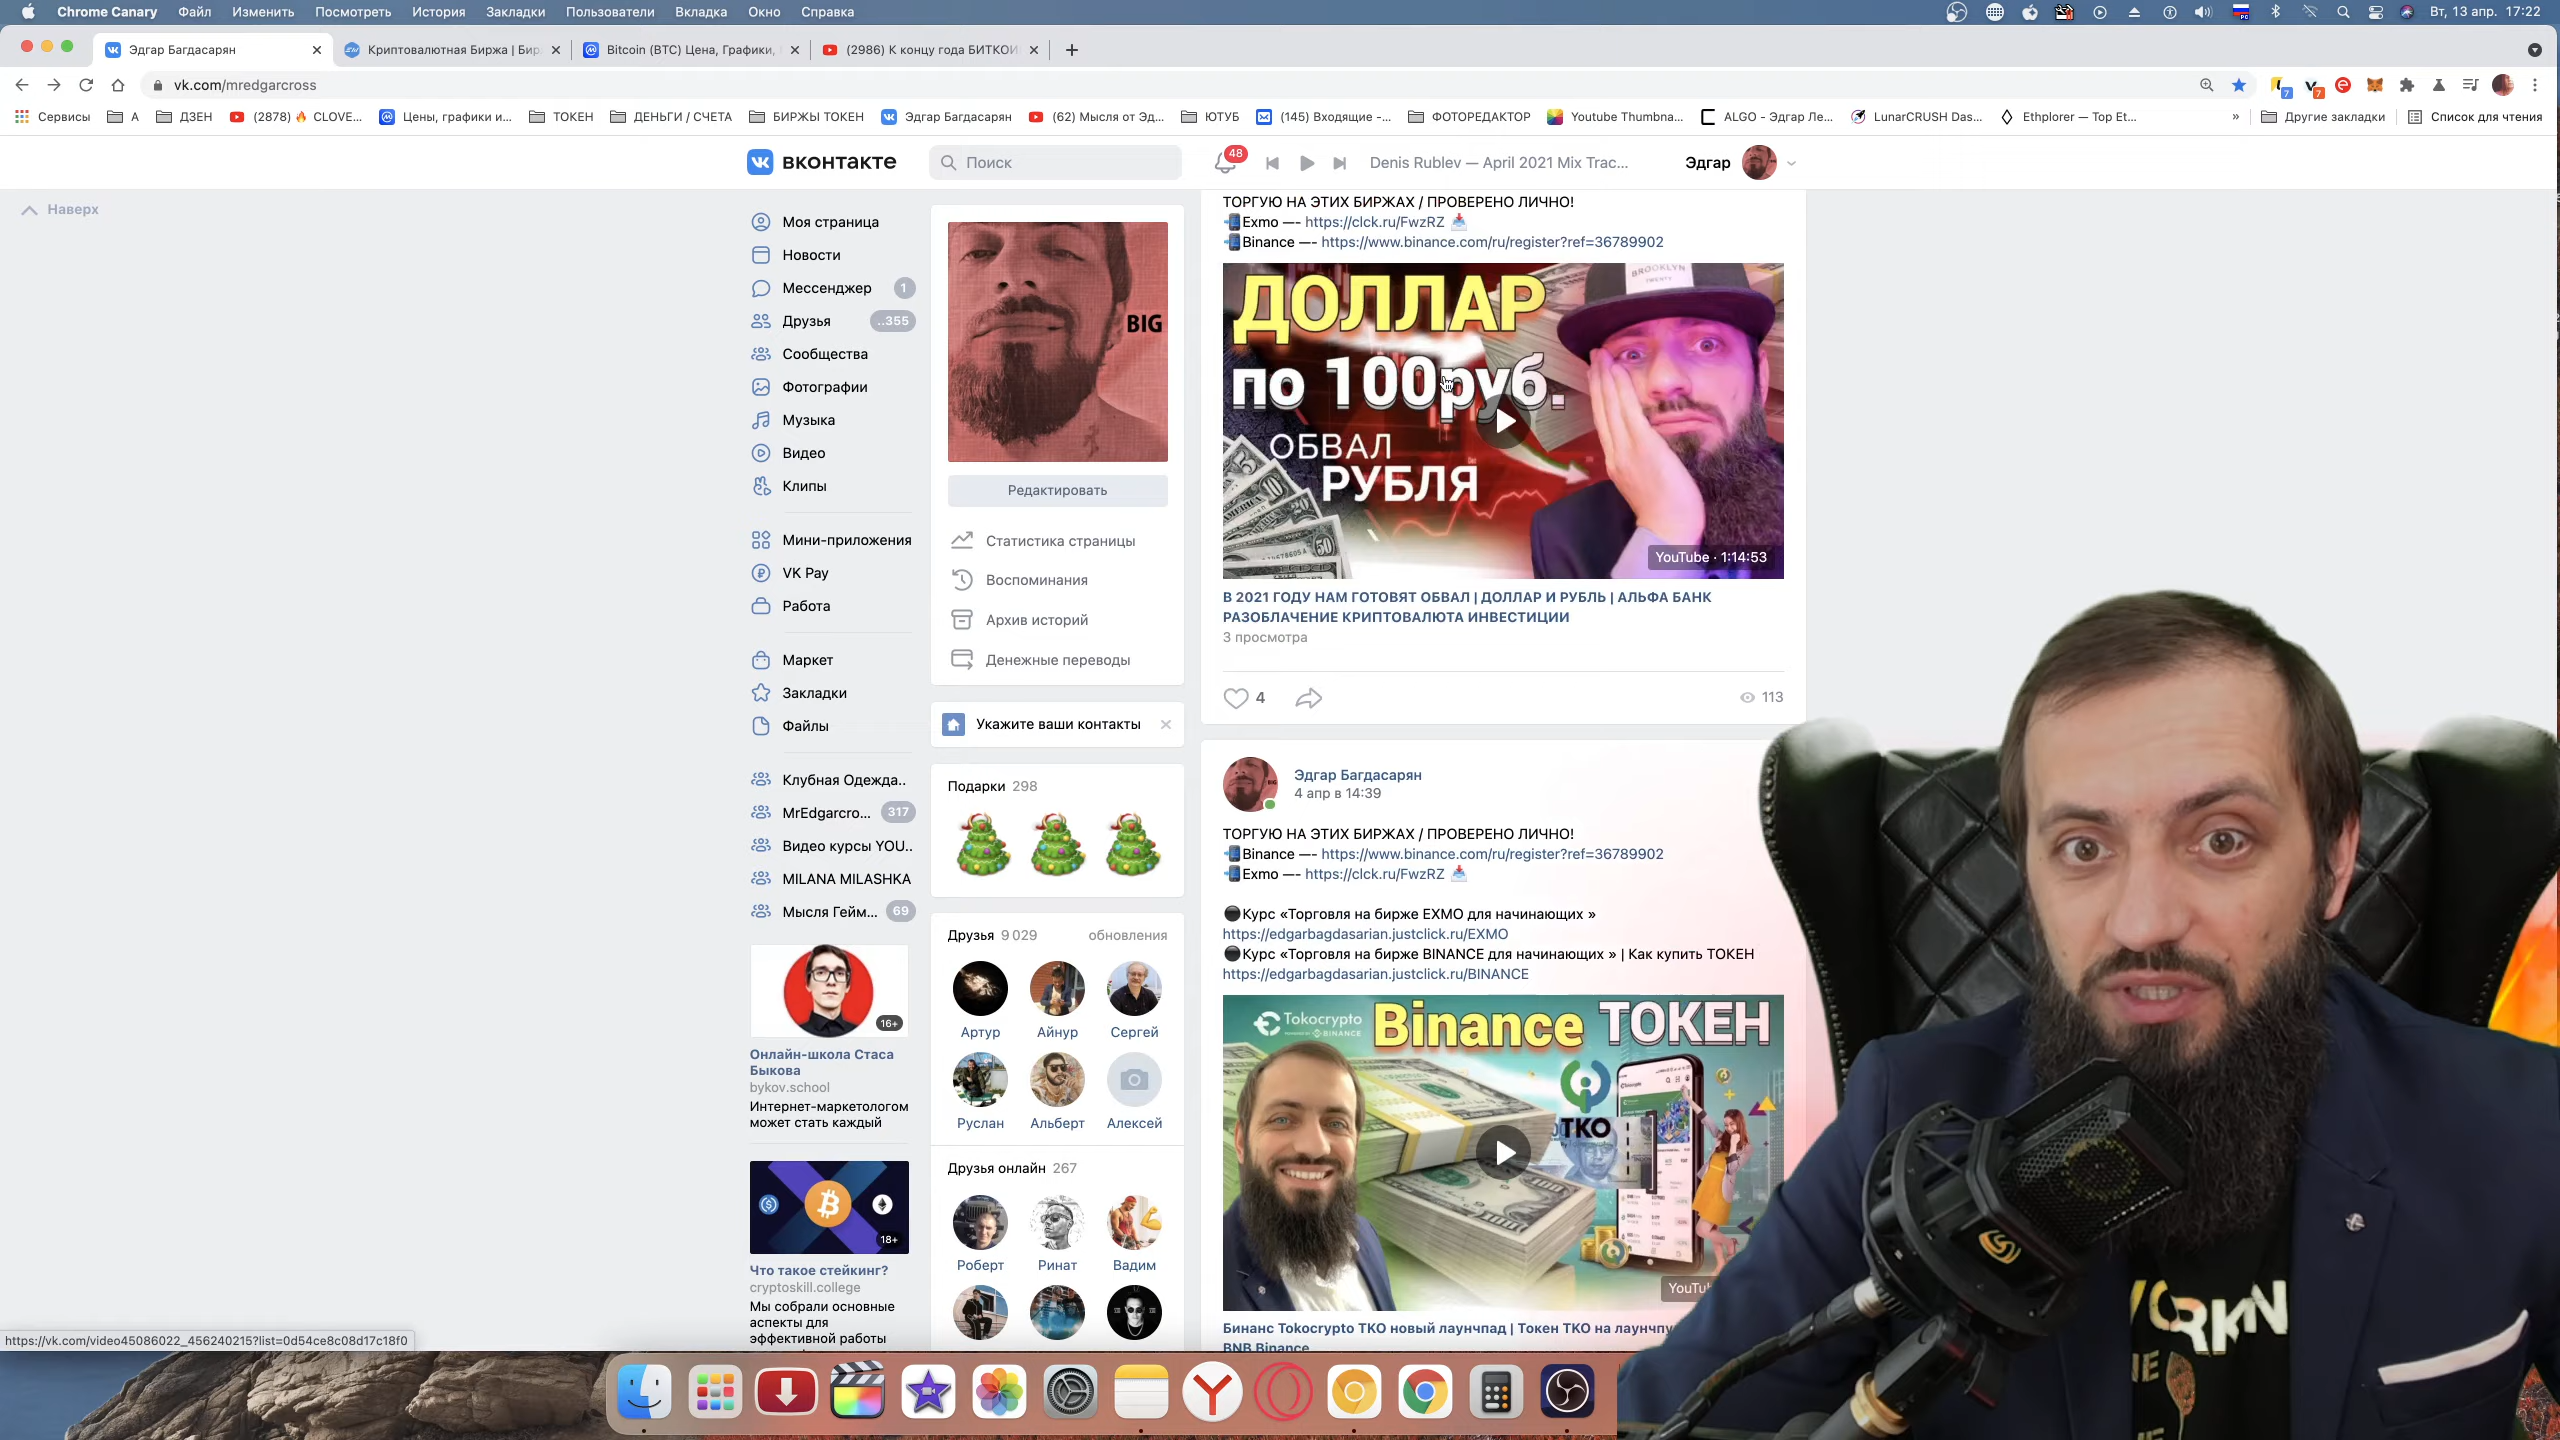 Chrome Canary Файл Изменить Посмотреть История Закладки Пользователи Вкладка Окно Справка Вт, 13 апр. 17:22
Эдгар Багдасарян
Криптовалютная Биржа | Бир
Bitcoin (BTC) Цена, Графики,
(2986) К концу года БИТКОИ
vk.com/mredgarcross
Сервисы А ДЗЕН (2878) 🔥 CLOVE... Цены, графики и... ТОКЕН ДЕНЬГИ / СЧЕТА БИРЖЫ ТОКЕН Эдгар Багдасарян (62) Мысля от Эд... ЮТУБ (145) Входящие -... ФОТОРЕДАКТОР Youtube Thumbna... ALGO - Эдгар Ле... LunarCRUSH Das... Ethplorer — Top Et... » Другие закладки Список для чтения
вконтакте
Поиск
48
Denis Rublev — April 2021 Mix Trac...
Эдгар
Наверх
Моя страница
Новости
Мессенджер 1
Друзья ..355
Сообщества
Фотографии
Музыка
Видео
Клипы
Мини-приложения
VK Pay
Работа
Маркет
Закладки
Файлы
Клубная Одежда..
MrEdgarcro... 317
Видео курсы YOU..
MILANA MILASHKA
Мысля Гейм... 69
16+
Онлайн-школа Стаса
Быкова
bykov.school
Интернет-маркетологом
может стать каждый
18+
Что такое стейкинг?
cryptoskill.college
Мы собрали основные
аспекты для
эффективной работы
BIG
Редактировать
Статистика страницы
Воспоминания
Архив историй
Денежные переводы
Укажите ваши контакты
Подарки 298
Друзья 9 029 обновления
Артур Айнур Сергей
Руслан Альберт Алексей
Друзья онлайн 267
Роберт Ринат Вадим
ТОРГУЮ НА ЭТИХ БИРЖАХ / ПРОВЕРЕНО ЛИЧНО!
📲Exmo —- https://clck.ru/FwzRZ 📥
📲Binance —- https://www.binance.com/ru/register?ref=36789902
BROOKLYN
ДОЛЛАР
по 100руб.
ОБВАЛ
РУБЛЯ
YouTube · 1:14:53
В 2021 ГОДУ НАМ ГОТОВЯТ ОБВАЛ | ДОЛЛАР И РУБЛЬ | АЛЬФА БАНК
РАЗОБЛАЧЕНИЕ КРИПТОВАЛЮТА ИНВЕСТИЦИИ
3 просмотра
4
113
Эдгар Багдасарян
4 апр в 14:39
ТОРГУЮ НА ЭТИХ БИРЖАХ / ПРОВЕРЕНО ЛИЧНО!
📲Binance —- https://www.binance.com/ru/register?ref=36789902
📲Exmo —- https://clck.ru/FwzRZ 📥
⚫Курс «Торговля на бирже EXMO для начинающих »
https://edgarbagdasarian.justclick.ru/EXMO
⚫Курс «Торговля на бирже BINANCE для начинающих » | Как купить ТОКЕН
https://edgarbagdasarian.justclick.ru/BINANCE
Tokocrypto
BINANCE
Binance ТОКЕН
TKO
Бинанс Tokocrypto TKO новый лаунчпад | Токен TKO на лаунчпу
BNB Binance
https://vk.com/video45086022_456240215?list=0d54ce8c08d17c18f0